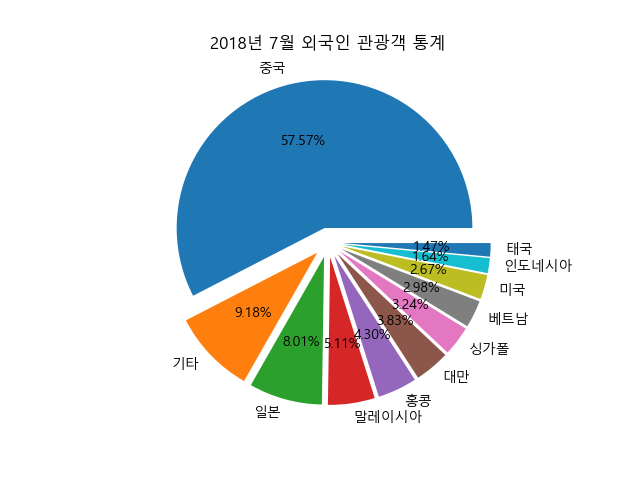 2018년 7월 외국인 관광객 통계
중국
57.57%
기타
9.18%
일본
8.01%
말레이시아
5.11%
홍콩
4.30%
대만
3.83%
싱가폴
3.24%
베트남
2.98%
미국
2.67%
인도네시아
1.64%
태국
1.47%